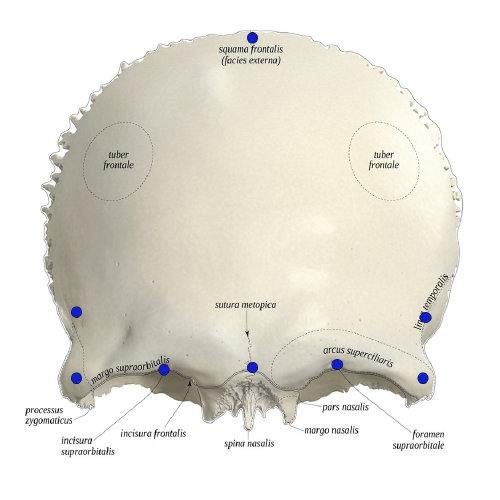 squama frontalis
(facies externa)
tuber
frontale
tuber
frontale
linea temporalis
sutura metopica
arcus superciliaris
margo supraorbitalis
processus
zygomaticus
incisura
supraorbitalis
incisura frontalis
spina nasalis
pars nasalis
margo nasalis
foramen
supraorbitale